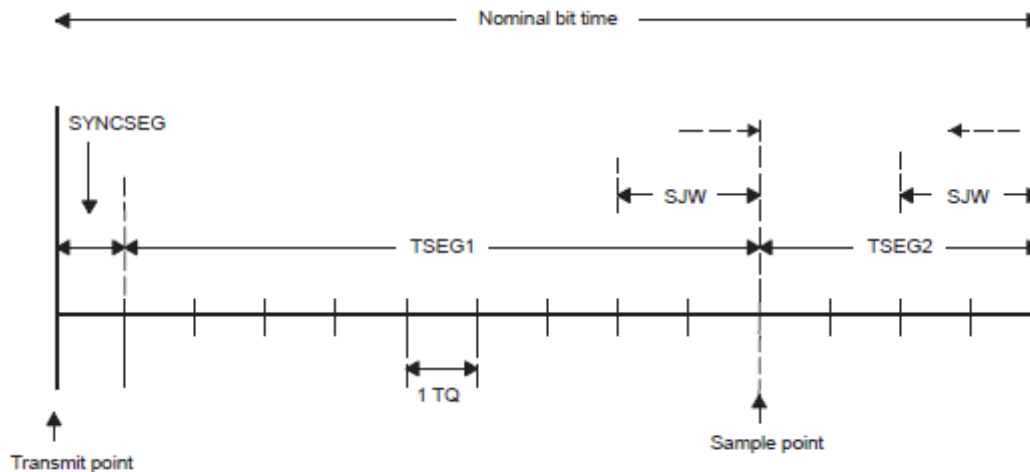 Nominal bit time
SYNCSEG
SJW
SJW
TSEG1
TSEG2
1 TQ
Sample point
Transmit point